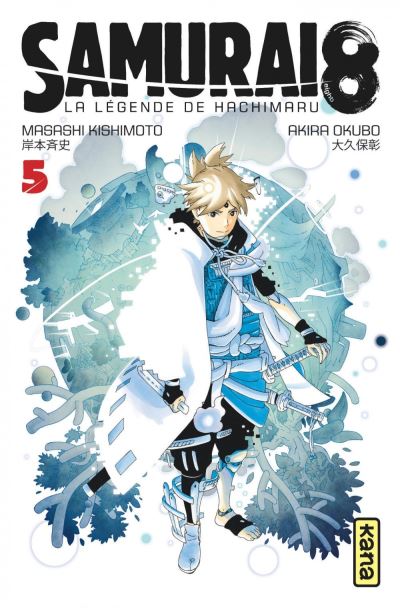 SAMURAI8
eight
LA LÉGENDE DE HACHIMARU
MASASHI KISHIMOTO
AKIRA OKUBO
岸本斉史
大久保彰
5
kana